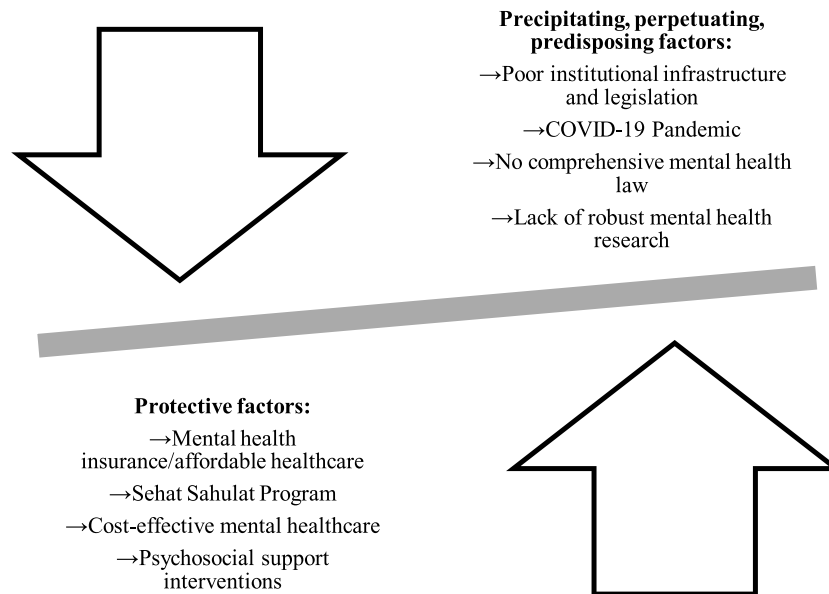 Precipitating, perpetuating,
predisposing factors:
→Poor institutional infrastructure
and legislation
→COVID-19 Pandemic
→No comprehensive mental health
law
→Lack of robust mental health
research
Protective factors:
→Mental health
insurance/affordable healthcare
→Sehat Sahulat Program
→Cost-effective mental healthcare
→Psychosocial support
interventions